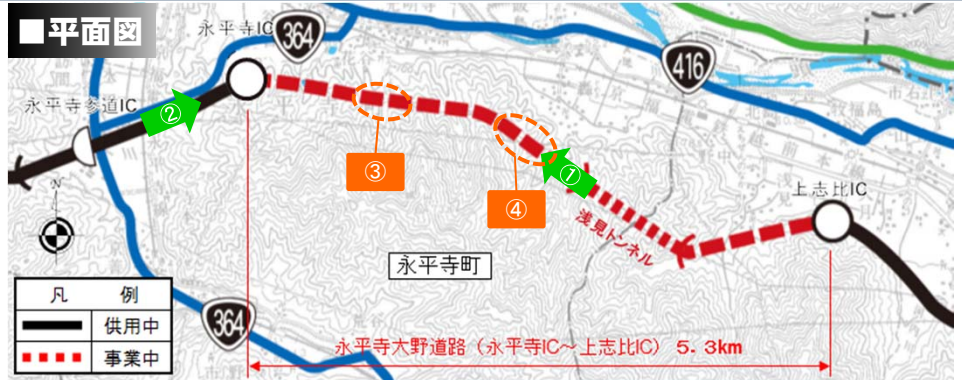 ■平面図
永平寺IC
364
416
永平寺参道IC
②
③
④
①
上志比IC
浅見トンネル
永平寺町
凡 例
供用中
事業中
364
永平寺大野道路（永平寺IC～上志比IC） 5.3km